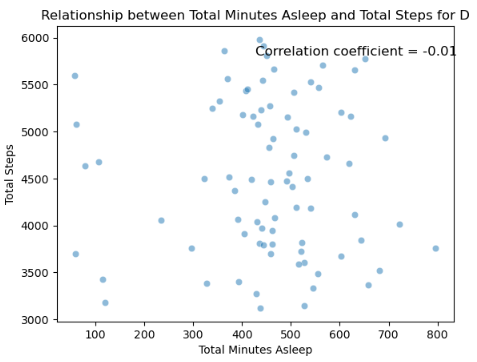 Relationship between Total Minutes Asleep and Total Steps for D
Correlation coefficient = -0.01
6000
5500
5000
4500
4000
3500
3000
Total Steps
100 200 300 400 500 600 700 800
Total Minutes Asleep